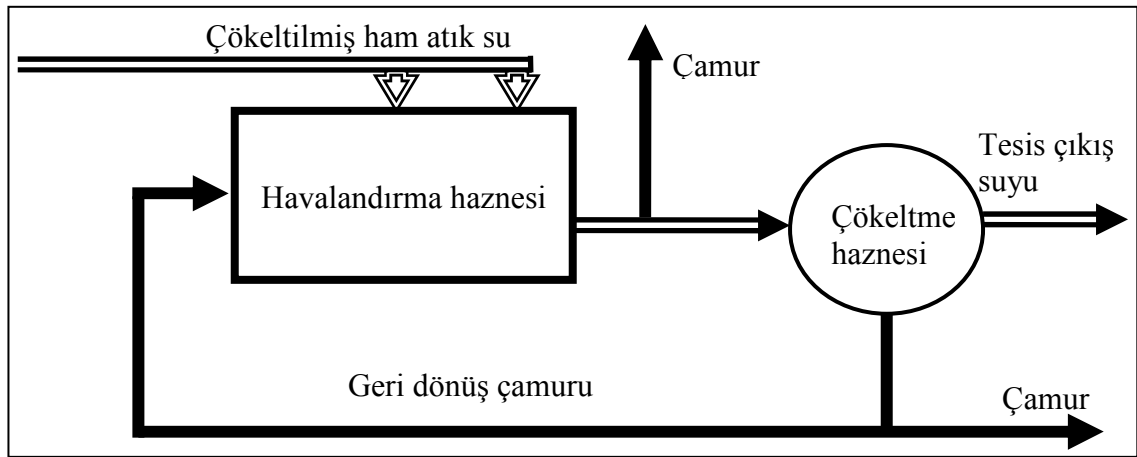 Çökeltilmiş ham atık su
Çamur
Tesis çıkış
suyu
Havalandırma haznesi
Çökeltme
haznesi
Geri dönüş çamuru
Çamur